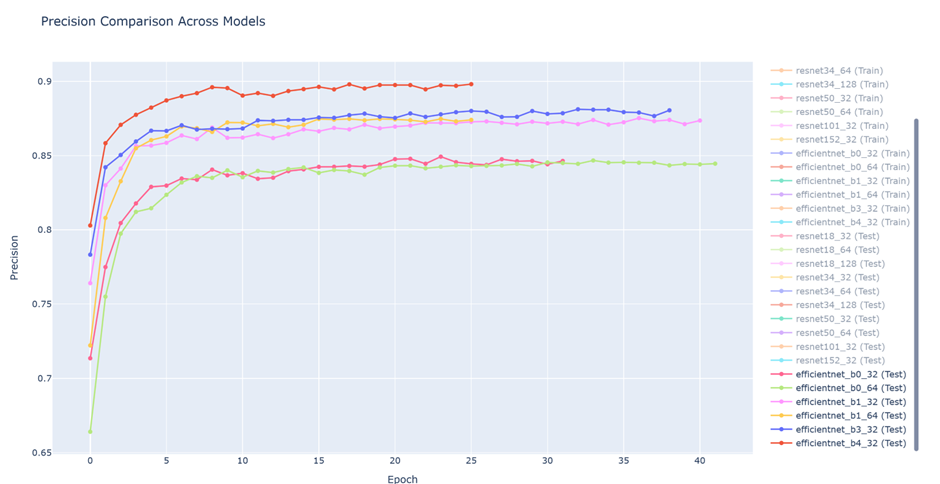 Precision Comparison Across Models
0.9
0.85
0.8
0.75
0.7
0.65
Precision
0
5
10
15
20
25
30
35
40
Epoch
resnet34_64 (Train)
resnet34_128 (Train)
resnet50_32 (Train)
resnet50_64 (Train)
resnet101_32 (Train)
resnet152_32 (Train)
efficientnet_b0_32 (Train)
efficientnet_b0_64 (Train)
efficientnet_b1_32 (Train)
efficientnet_b1_64 (Train)
efficientnet_b3_32 (Train)
efficientnet_b4_32 (Train)
resnet18_32 (Test)
resnet18_64 (Test)
resnet18_128 (Test)
resnet34_32 (Test)
resnet34_64 (Test)
resnet34_128 (Test)
resnet50_32 (Test)
resnet50_64 (Test)
resnet101_32 (Test)
resnet152_32 (Test)
efficientnet_b0_32 (Test)
efficientnet_b0_64 (Test)
efficientnet_b1_32 (Test)
efficientnet_b1_64 (Test)
efficientnet_b3_32 (Test)
efficientnet_b4_32 (Test)